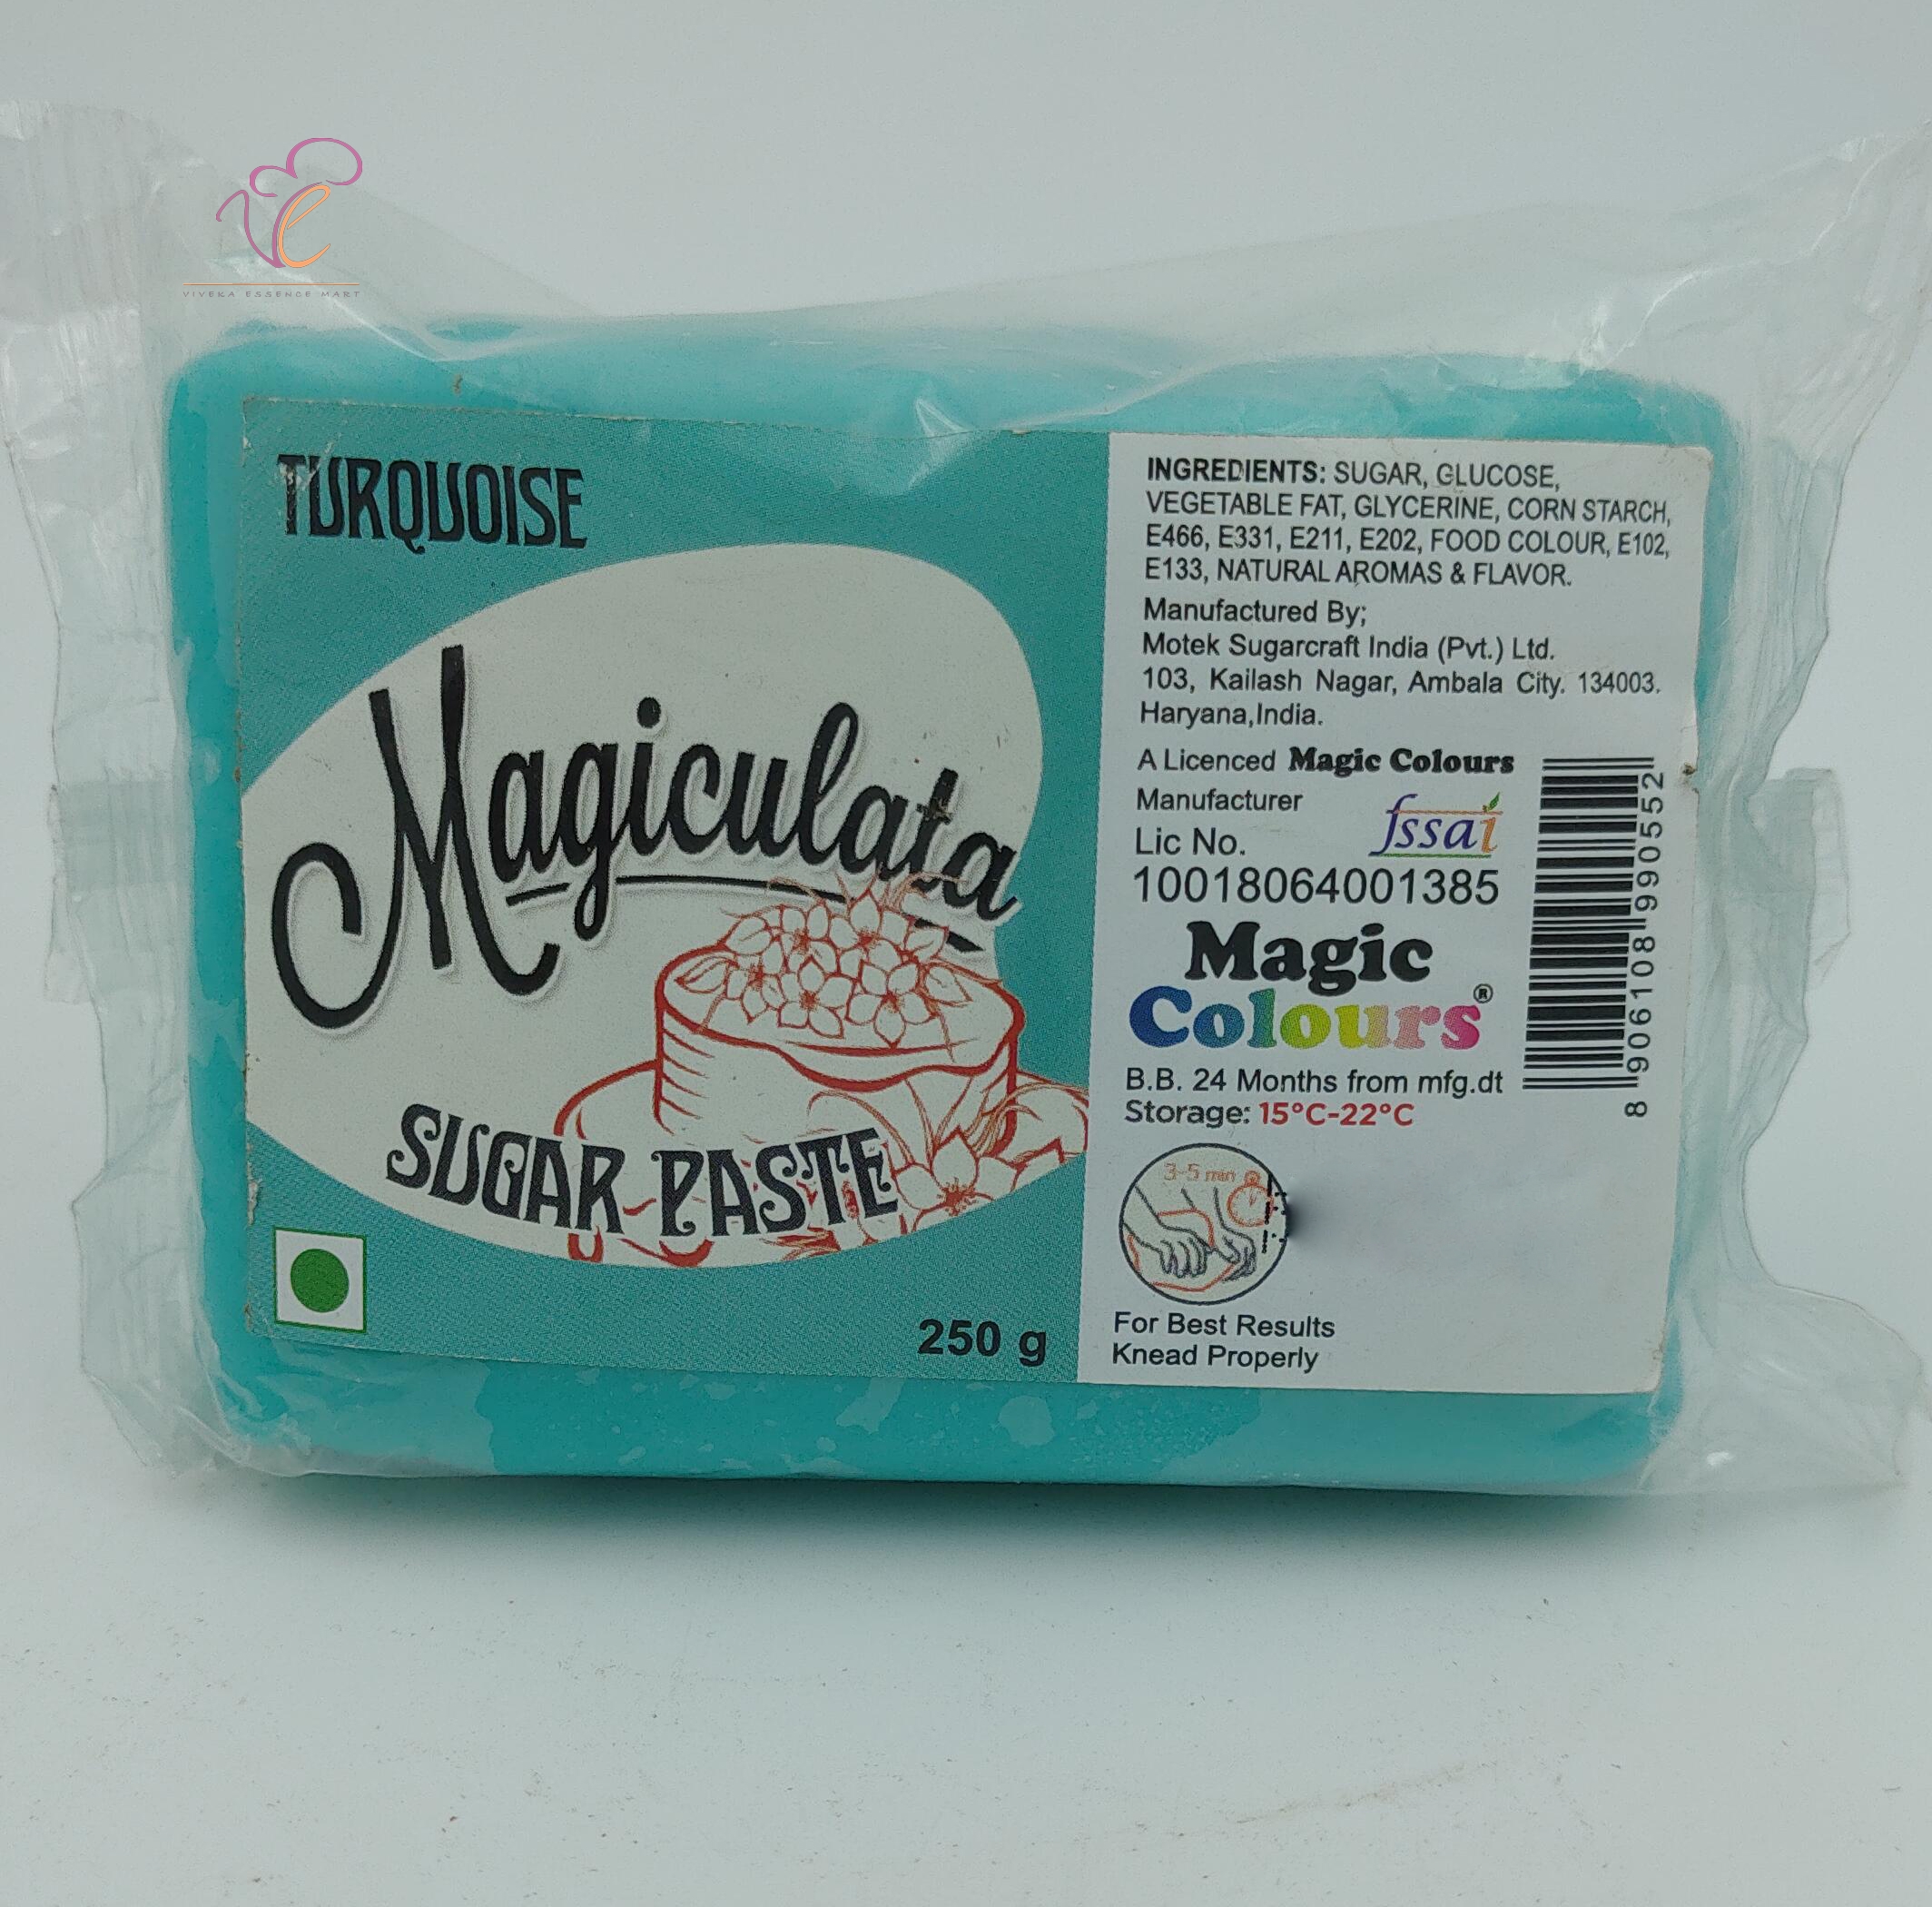 VIVEKA ESSENCE MART
TURQUOISE
Magiculata
SUGAR PASTE
250 g
INGREDIENTS: SUGAR, GLUCOSE,
VEGETABLE FAT, GLYCERINE, CORN STARCH,
E466, E331, E211, E202, FOOD COLOUR, E102,
E133, NATURAL AROMAS & FLAVOR.
Manufactured By;
Motek Sugarcraft India (Pvt.) Ltd.
103, Kailash Nagar, Ambala City. 134003.
Haryana,India.
A Licenced Magic Colours
Manufacturer
fssai
Lic No.
10018064001385
Magic
Colours®
B.B. 24 Months from mfg.dt
Storage: 15°C-22°C
3-5 min
For Best Results
Knead Properly
8 906108 990552